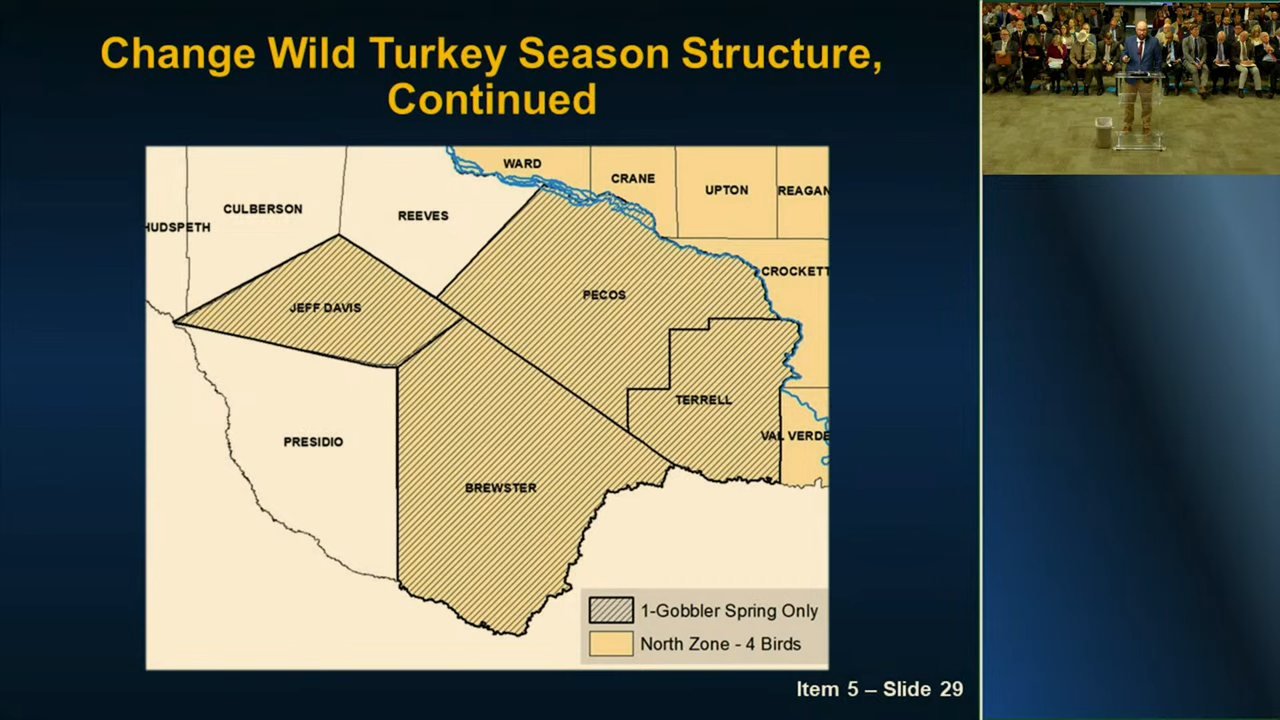 Change Wild Turkey Season Structure,
Continued
WARD
CRANE
UPTON
REAGAN
CULBERSON
REEVES
HUDSPETH
CROCKETT
PECOS
JEFF DAVIS
TERRELL
VAL VERDE
PRESIDIO
BREWSTER
1-Gobbler Spring Only
North Zone - 4 Birds
Item 5 – Slide 29